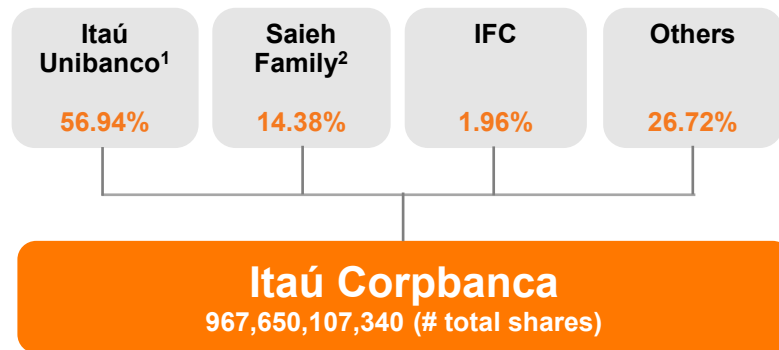 Itaú
Unibanco¹
56.94%
Saieh
Family²
14.38%
IFC
1.96%
Others
26.72%
Itaú Corpbanca
967,650,107,340 (# total shares)